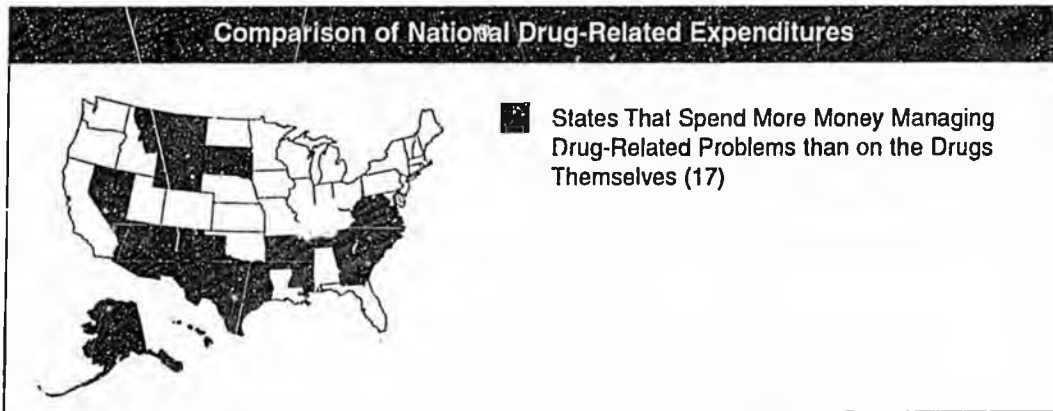 Comparison of National Drug-Related Expenditures
States That Spend More Money Managing
Drug-Related Problems than on the Drugs
Themselves (17)